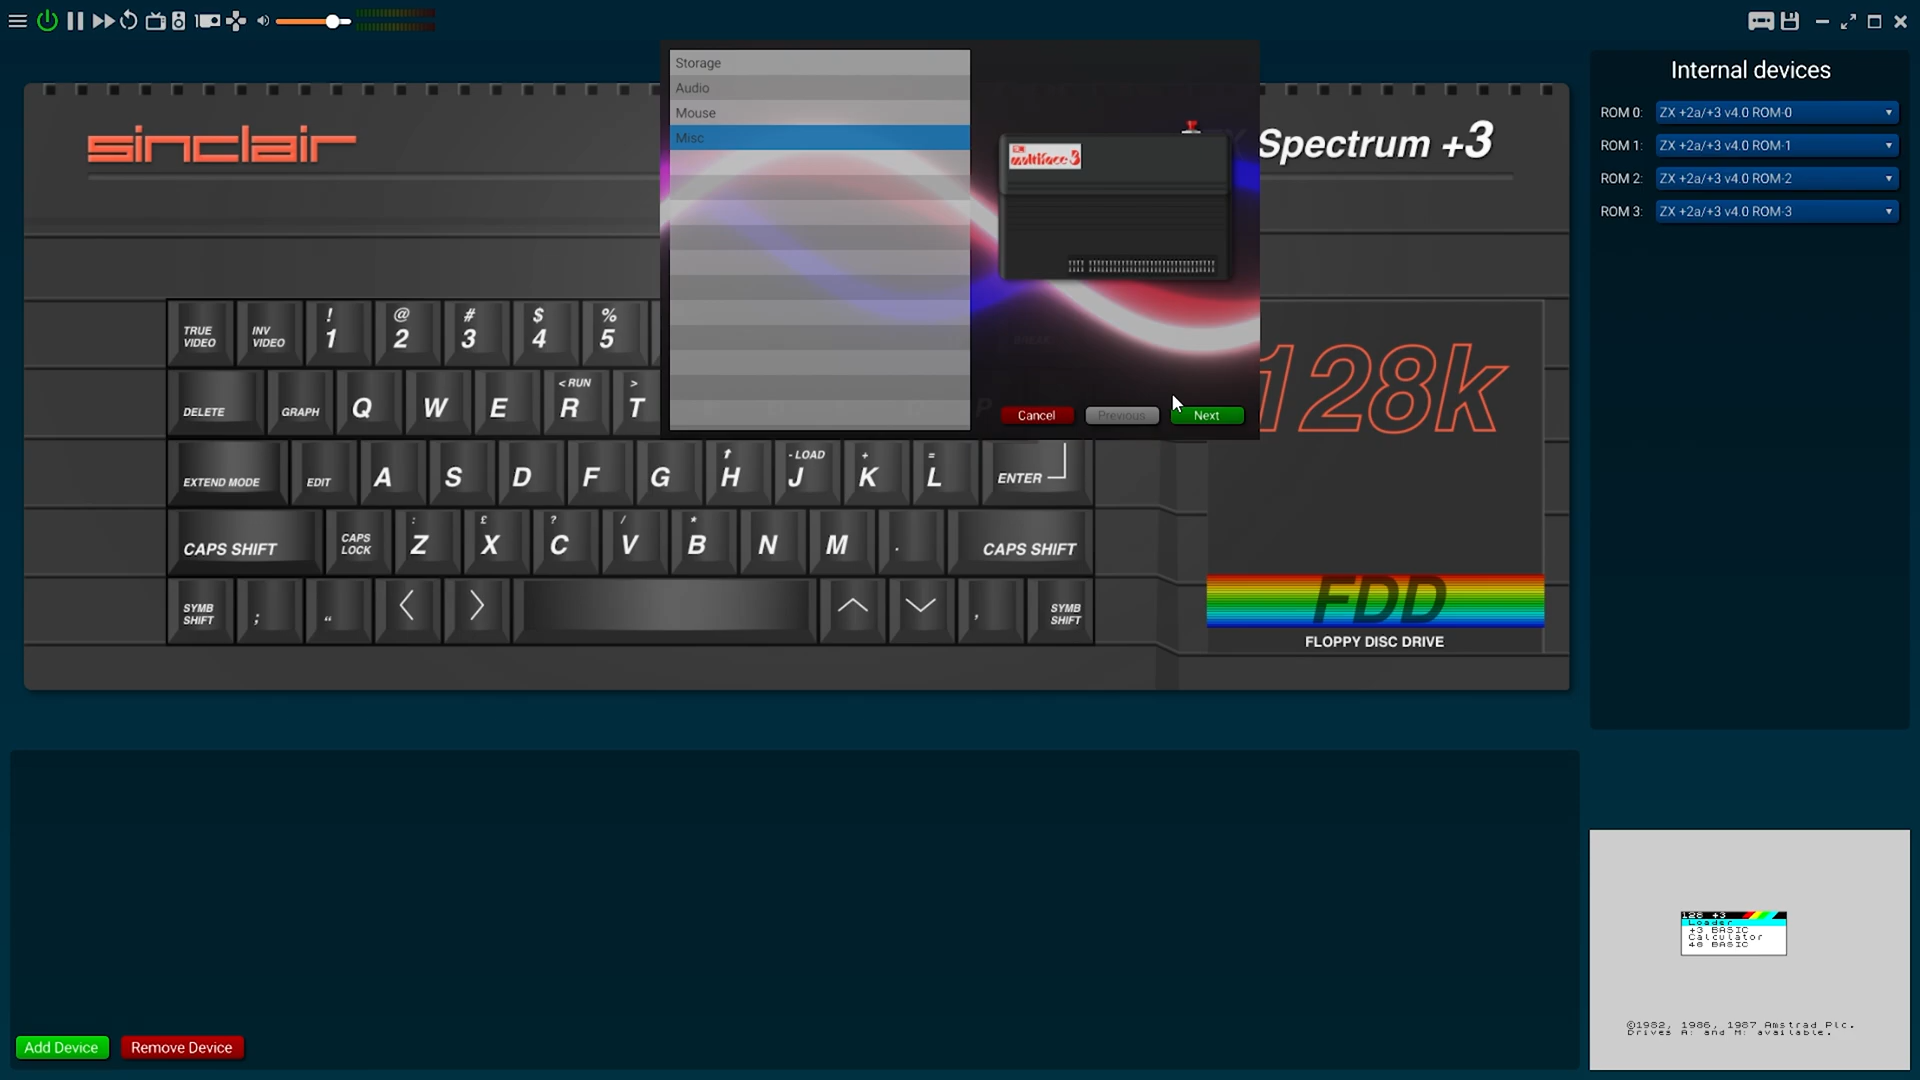 Storage
Audio
Mouse
Misc
multiface 3
Cancel
Previous
Next
sinclair
Spectrum +3
128k
FDD
FLOPPY DISC DRIVE
TRUE VIDEO
INV VIDEO
! 1
@ 2
# 3
$ 4
% 5
DELETE
GRAPH
Q
W
E
< RUN R
> T
P
BREAK
EXTEND MODE
EDIT
A
S
D
F
G
↑ H
- LOAD J
+ K
= L
ENTER
CAPS SHIFT
CAPS LOCK
: Z
£ X
? C
/ V
* B
N
M
.
CAPS SHIFT
SYMB SHIFT
;
“
,
SYMB SHIFT
Internal devices
ROM 0: ZX +2a/+3 v4.0 ROM-0
ROM 1: ZX +2a/+3 v4.0 ROM-1
ROM 2: ZX +2a/+3 v4.0 ROM-2
ROM 3: ZX +2a/+3 v4.0 ROM-3
128 +3
Loader
+3 BASIC
Calculator
48 BASIC
©1982, 1986, 1987 Amstrad Plc.
Drives A: and M: available.
Add Device
Remove Device